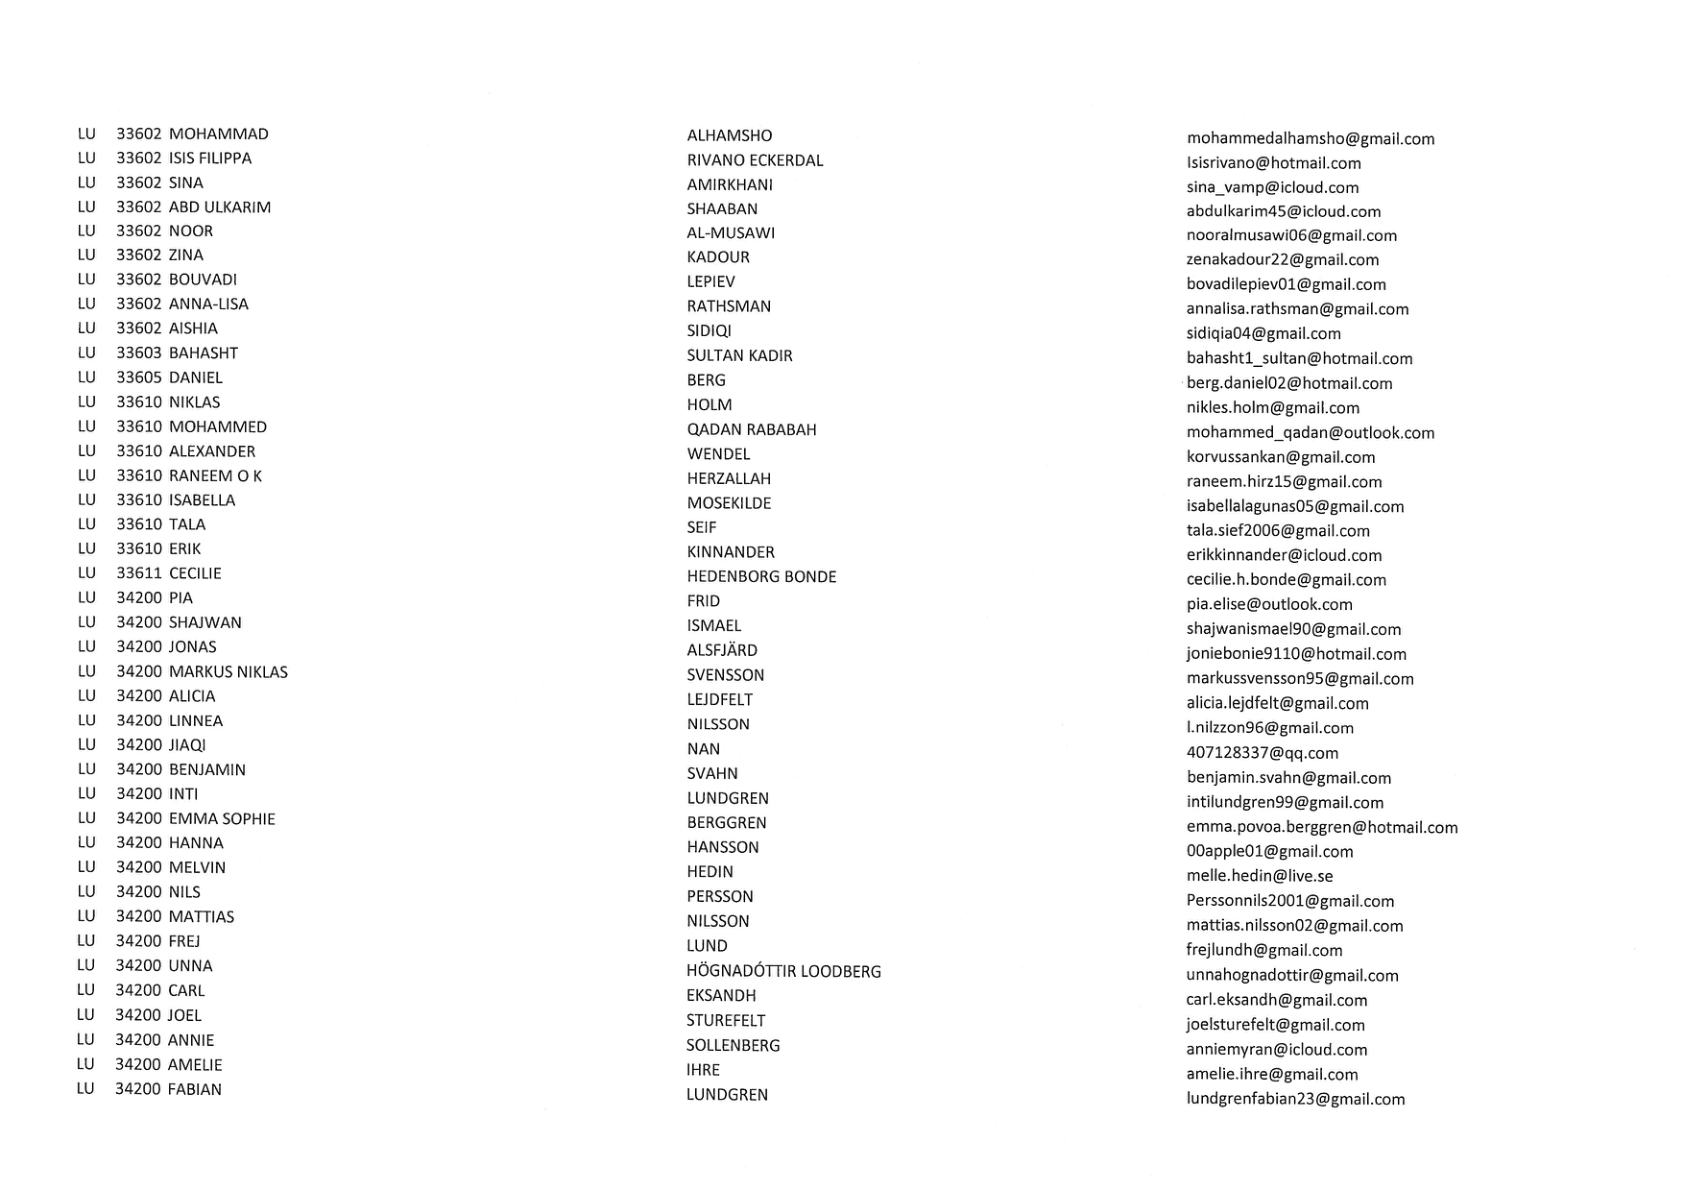 LU 33602 MOHAMMAD ALHAMSHO mohammedalhamsho@gmail.com
LU 33602 ISIS FILIPPA RIVANO ECKERDAL Isisrivano@hotmail.com
LU 33602 SINA AMIRKHANI sina_vamp@icloud.com
LU 33602 ABD ULKARIM SHAABAN abdulkarim45@icloud.com
LU 33602 NOOR AL-MUSAWI nooralmusawi06@gmail.com
LU 33602 ZINA KADOUR zenakadour22@gmail.com
LU 33602 BOUVADI LEPIEV bovadilepiev01@gmail.com
LU 33602 ANNA-LISA RATHSMAN annalisa.rathsman@gmail.com
LU 33602 AISHIA SIDIQI sidiqia04@gmail.com
LU 33603 BAHASHT SULTAN KADIR bahasht1_sultan@hotmail.com
LU 33605 DANIEL BERG berg.daniel02@hotmail.com
LU 33610 NIKLAS HOLM nikles.holm@gmail.com
LU 33610 MOHAMMED QADAN RABABAH mohammed_qadan@outlook.com
LU 33610 ALEXANDER WENDEL korvussankan@gmail.com
LU 33610 RANEEM O K HERZALLAH raneem.hirz15@gmail.com
LU 33610 ISABELLA MOSEKILDE isabellalagunas05@gmail.com
LU 33610 TALA SEIF tala.sief2006@gmail.com
LU 33610 ERIK KINNANDER erikkinnander@icloud.com
LU 33611 CECILIE HEDENBORG BONDE cecilie.h.bonde@gmail.com
LU 34200 PIA FRID pia.elise@outlook.com
LU 34200 SHAJWAN ISMAEL shajwanismael90@gmail.com
LU 34200 JONAS ALSFJÄRD joniebonie9110@hotmail.com
LU 34200 MARKUS NIKLAS SVENSSON markussvensson95@gmail.com
LU 34200 ALICIA LEJDFELT alicia.lejdfelt@gmail.com
LU 34200 LINNEA NILSSON l.nilzzon96@gmail.com
LU 34200 JIAQI NAN 407128337@qq.com
LU 34200 BENJAMIN SVAHN benjamin.svahn@gmail.com
LU 34200 INTI LUNDGREN intilundgren99@gmail.com
LU 34200 EMMA SOPHIE BERGGREN emma.povoa.berggren@hotmail.com
LU 34200 HANNA HANSSON 00apple01@gmail.com
LU 34200 MELVIN HEDIN melle.hedin@live.se
LU 34200 NILS PERSSON Perssonnils2001@gmail.com
LU 34200 MATTIAS NILSSON mattias.nilsson02@gmail.com
LU 34200 FREJ LUND frejlundh@gmail.com
LU 34200 UNNA HÖGNADÓTTIR LOODBERG unnahognadottir@gmail.com
LU 34200 CARL EKSANDH carl.eksandh@gmail.com
LU 34200 JOEL STUREFELT joelsturefelt@gmail.com
LU 34200 ANNIE SOLLENBERG anniemyran@icloud.com
LU 34200 AMELIE IHRE amelie.ihre@gmail.com
LU 34200 FABIAN LUNDGREN lundgrenfabian23@gmail.com